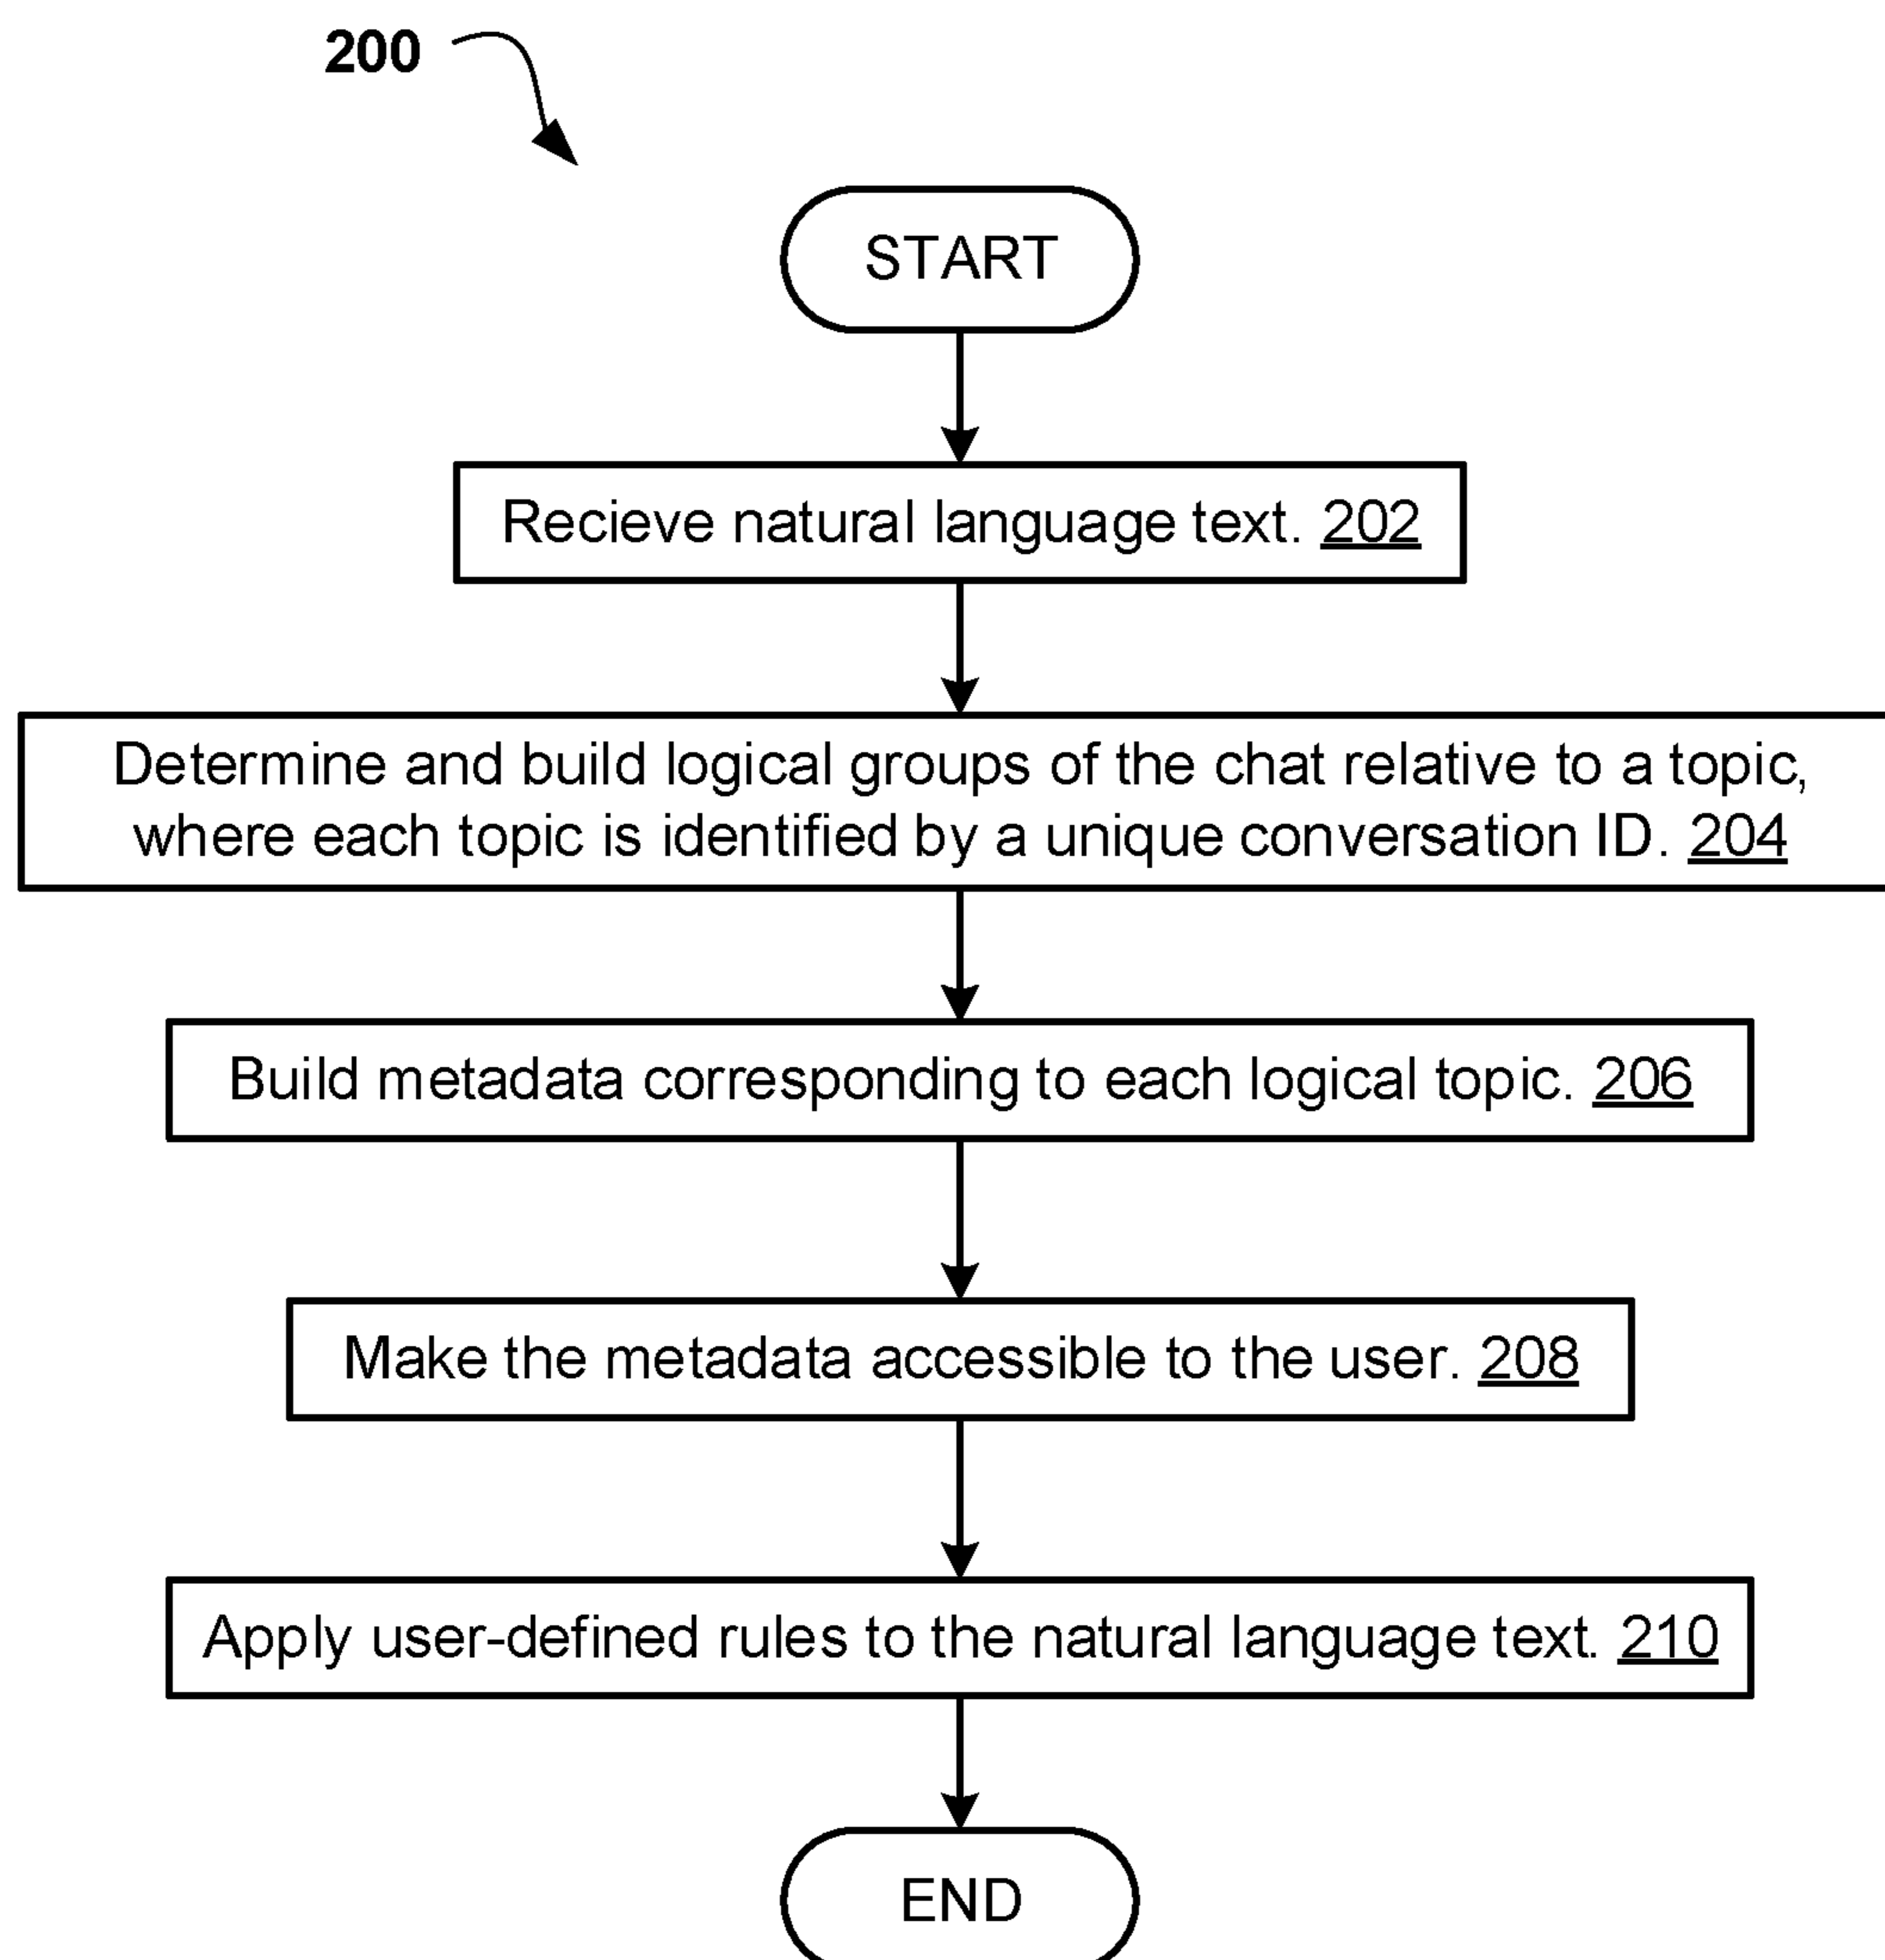 200
START
Recieve natural language text. 202
Determine and build logical groups of the chat relative to a topic,
where each topic is identified by a unique conversation ID. 204
Build metadata corresponding to each logical topic. 206
Make the metadata accessible to the user. 208
Apply user-defined rules to the natural language text. 210
END